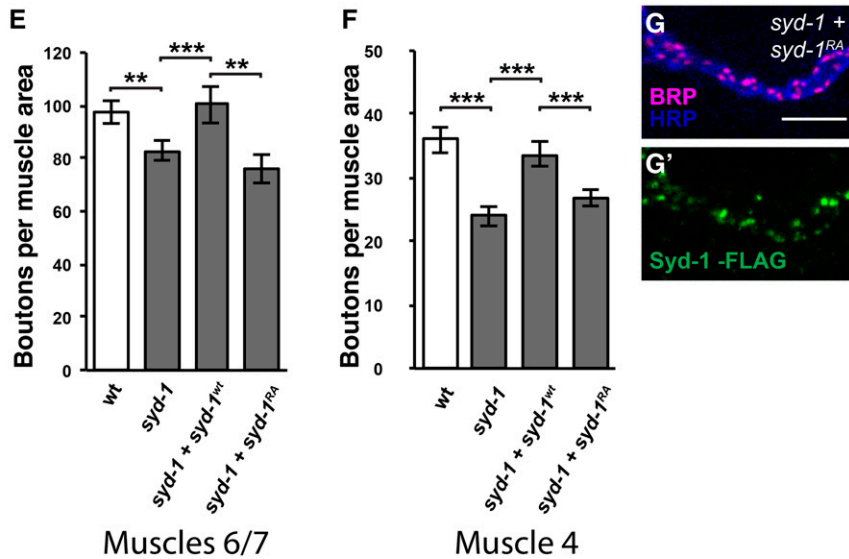 E
Boutons per muscle area
120
100
80
60
40
20
0
** *** **
wt
syd-1
syd-1 + syd-1wt
syd-1 + syd-1RA
Muscles 6/7
F
Boutons per muscle area
50
40
30
20
10
0
*** *** ***
wt
syd-1
syd-1 + syd-1wt
syd-1 + syd-1RA
Muscle 4
G
syd-1 +
syd-1RA
BRP
HRP
G'
Syd-1 -FLAG